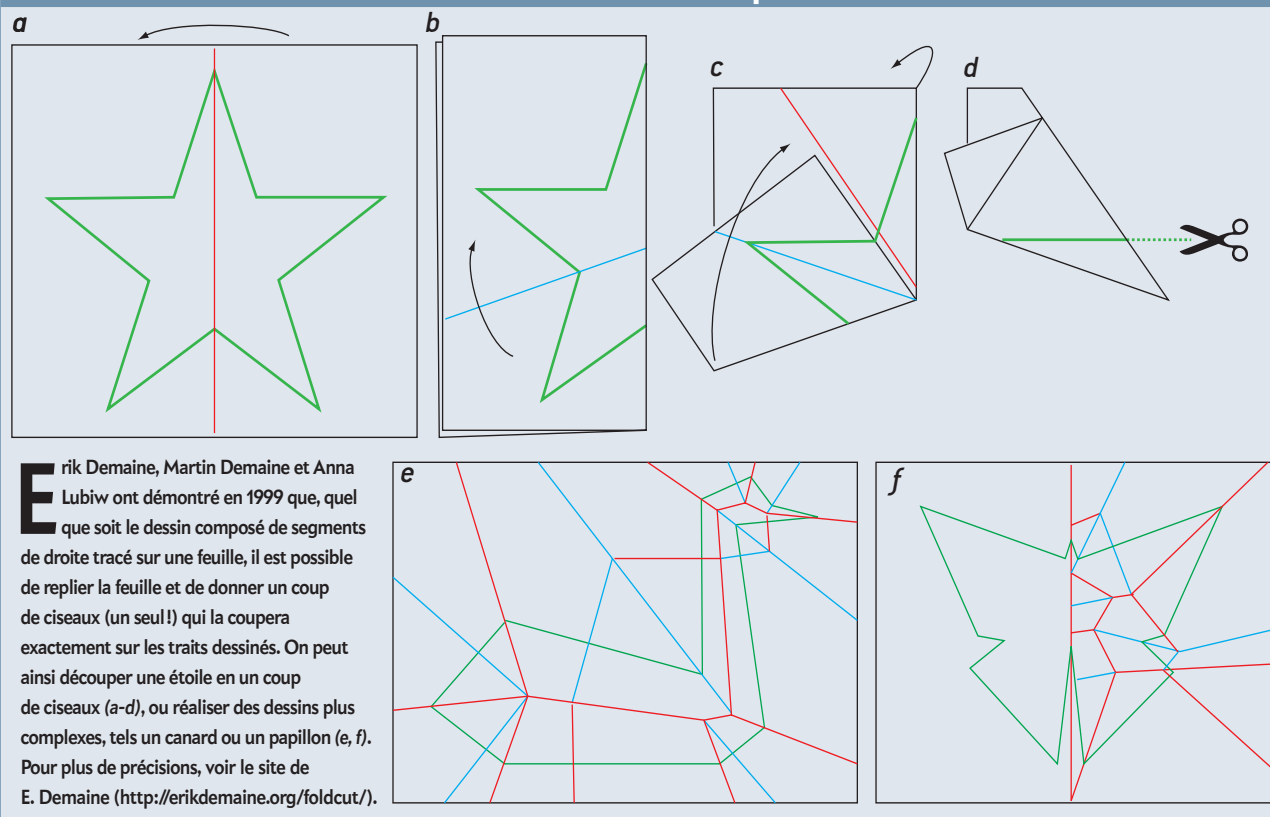 a
b
c
d
Erik Demaine, Martin Demaine et Anna
Lubiw ont démontré en 1999 que, quel
que soit le dessin composé de segments
de droite tracé sur une feuille, il est possible
de replier la feuille et de donner un coup
de ciseaux (un seul!) qui la coupera
exactement sur les traits dessinés. On peut
ainsi découper une étoile en un coup
de ciseaux (a-d), ou réaliser des dessins plus
complexes, tels un canard ou un papillon (e, f).
Pour plus de précisions, voir le site de
E. Demaine (http://erikdemaine.org/foldcut/).
e
f